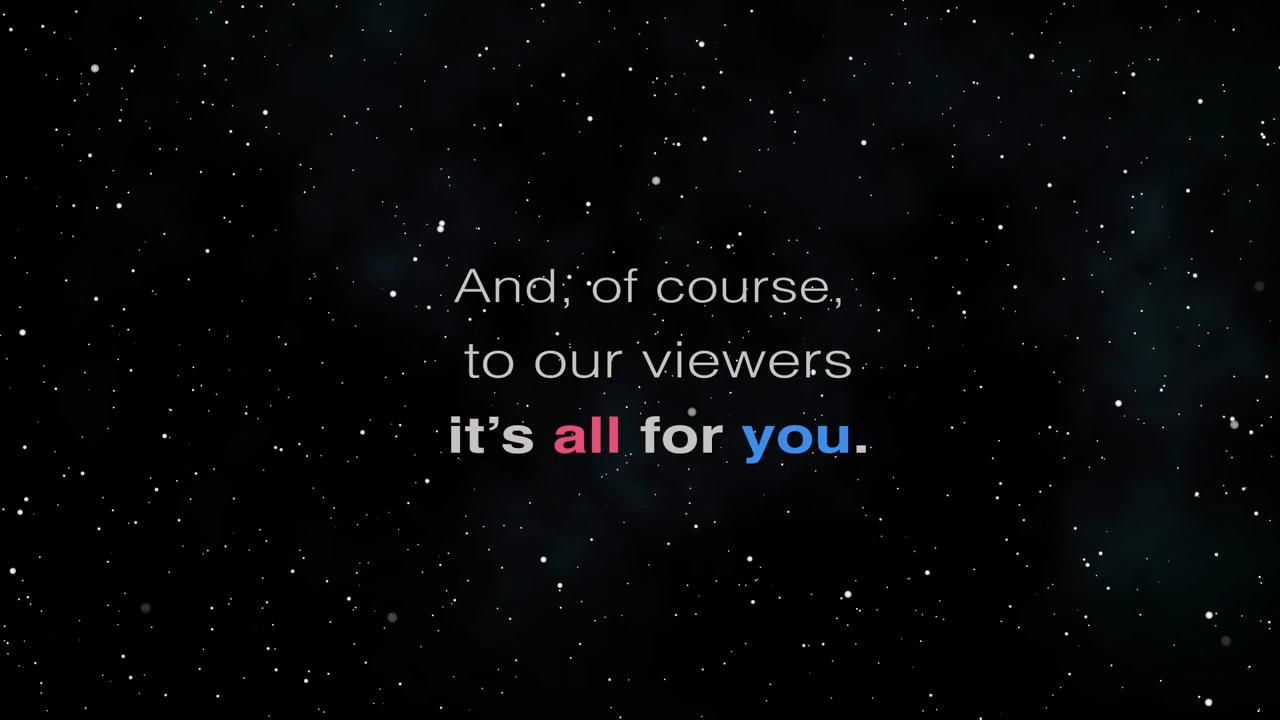 And, of course,
to our viewers
it’s all for you.